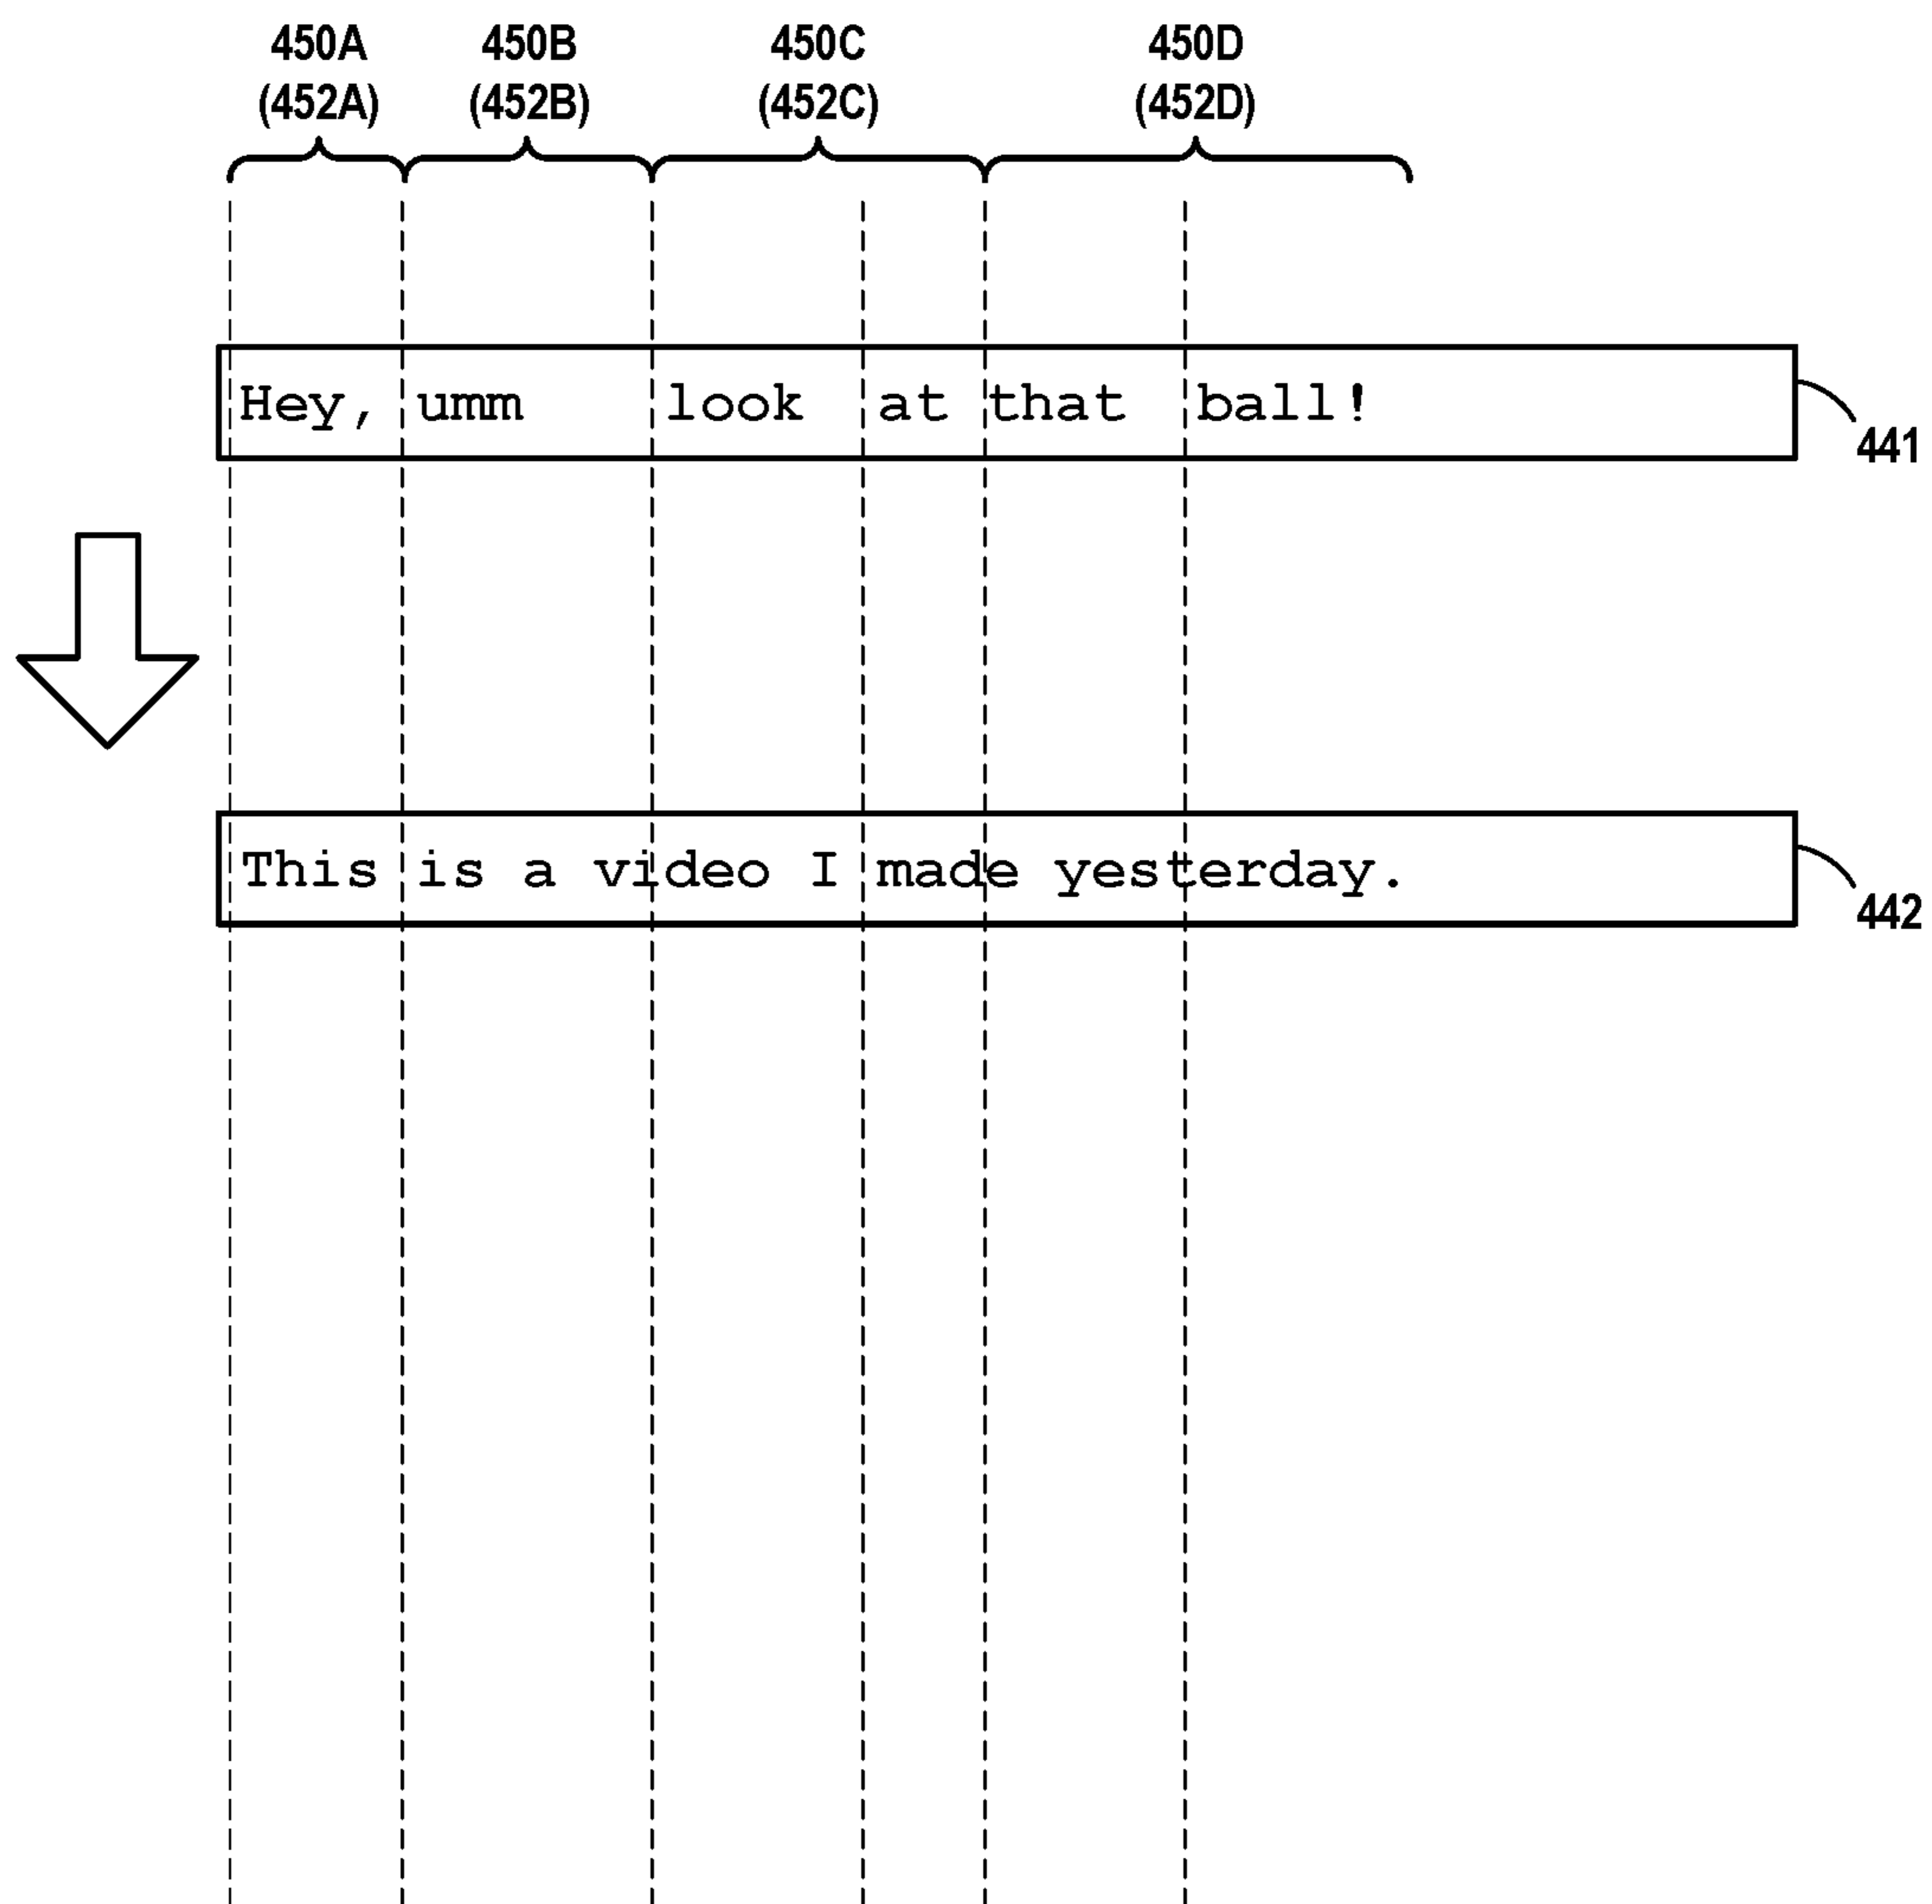 450A 450B 450C 450D
(452A) (452B) (452C) (452D)
Hey, umm look at that ball!
441
This is a video I made yesterday.
442